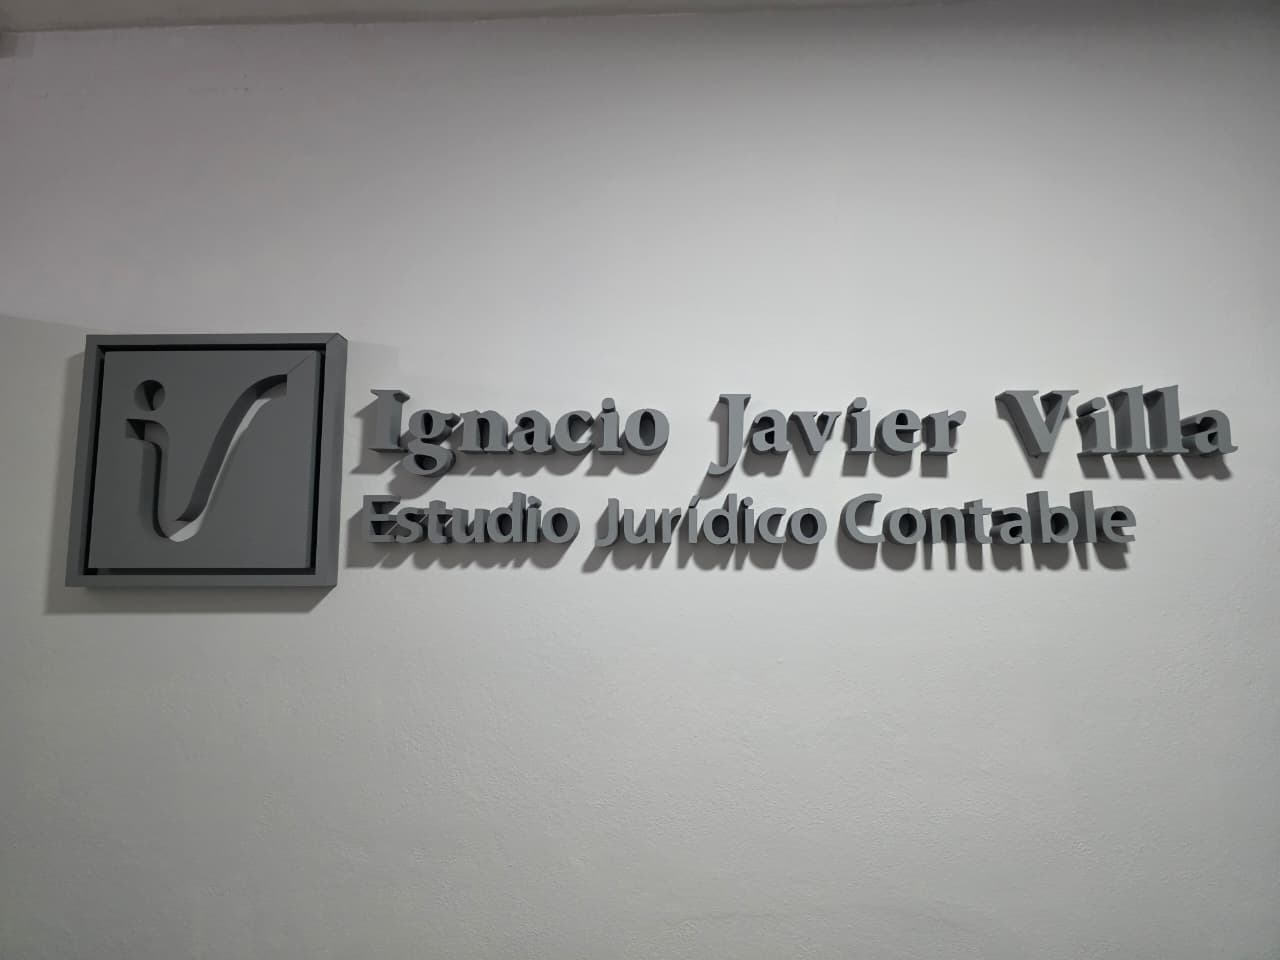 Ignacio Javier Villa
Estudio Jurídico Contable